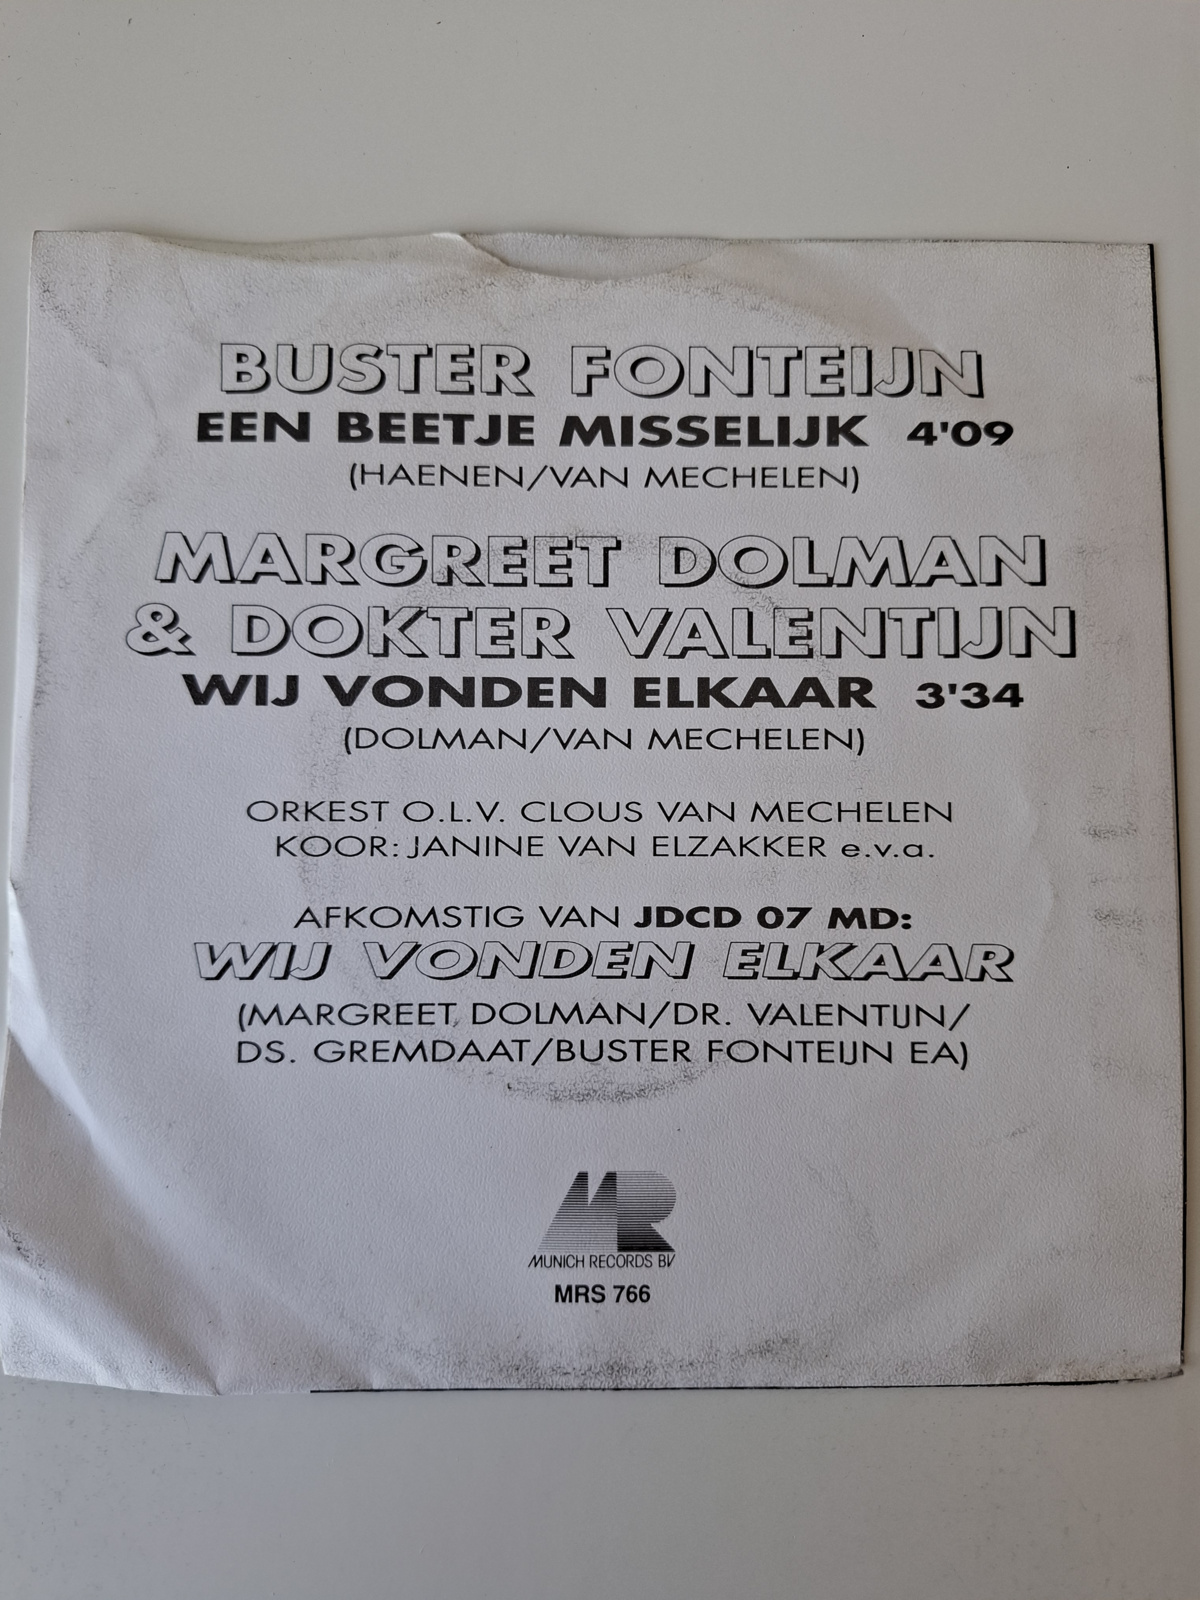 BUSTER FONTEIJN
EEN BEETJE MISSELIJK 4'09
(HAENEN/VAN MECHELEN)
MARGREET DOLMAN
& DOKTER VALENTIJN
WIJ VONDEN ELKAAR 3'34
(DOLMAN/VAN MECHELEN)
ORKEST O.L.V. CLOUS VAN MECHELEN
KOOR: JANINE VAN ELZAKKER e.v.a.
AFKOMSTIG VAN JDCD 07 MD:
WIJ VONDEN ELKAAR
(MARGREET DOLMAN/DR. VALENTIJN/
DS. GREMDAAT/BUSTER FONTEIJN EA)
MR
MUNICH RECORDS BV
MRS 766